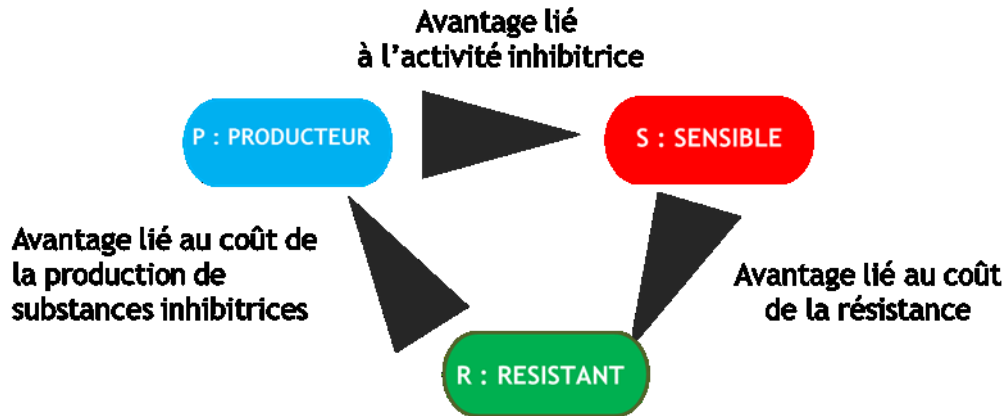 Avantage lié
à l’activité inhibitrice
P : PRODUCTEUR
S : SENSIBLE
Avantage lié au coût de
la production de
substances inhibitrices
Avantage lié au coût
de la résistance
R : RESISTANT